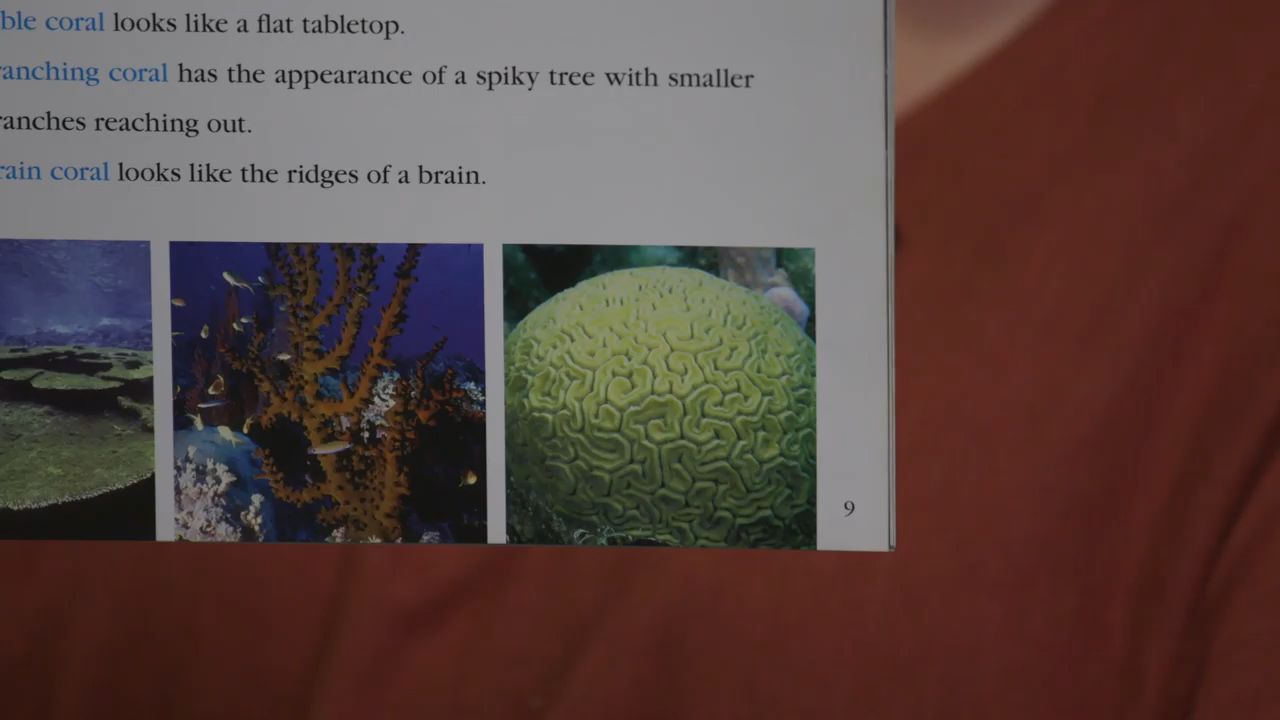 ble coral looks like a flat tabletop.
ranching coral has the appearance of a spiky tree with smaller
ranches reaching out.
rain coral looks like the ridges of a brain.
9